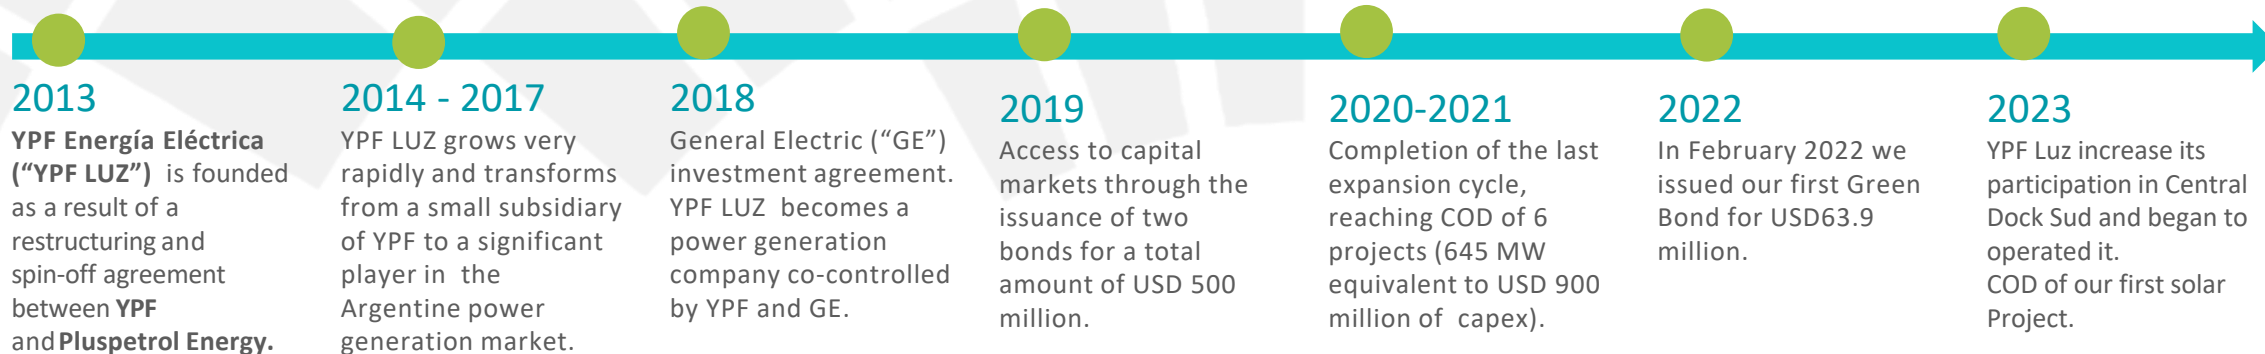 2013
YPF Energía Eléctrica
(“YPF LUZ”) is founded
as a result of a
restructuring and
spin-off agreement
between YPF
and Pluspetrol Energy.
2014 - 2017
YPF LUZ grows very
rapidly and transforms
from a small subsidiary
of YPF to a significant
player in the
Argentine power
generation market.
2018
General Electric (“GE”)
investment agreement.
YPF LUZ becomes a
power generation
company co-controlled
by YPF and GE.
2019
Access to capital
markets through the
issuance of two
bonds for a total
amount of USD 500
million.
2020-2021
Completion of the last
expansion cycle,
reaching COD of 6
projects (645 MW
equivalent to USD 900
million of capex).
2022
In February 2022 we
issued our first Green
Bond for USD63.9
million.
2023
YPF Luz increase its
participation in Central
Dock Sud and began to
operated it.
COD of our first solar
Project.